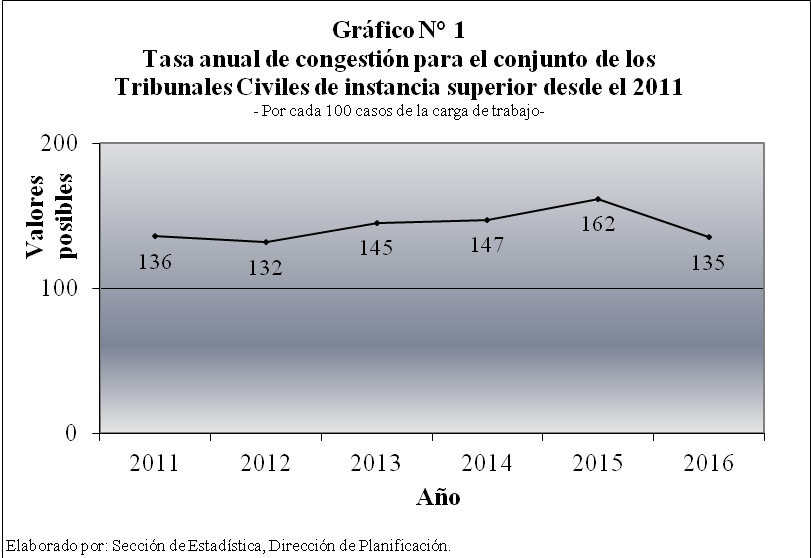 Gráfico N° 1
Tasa anual de congestión para el conjunto de los
Tribunales Civiles de instancia superior desde el 2011
- Por cada 100 casos de la carga de trabajo-
Valores
posibles
200
100
0
136
132
145
147
162
135
2011 2012 2013 2014 2015 2016
Año
Elaborado por: Sección de Estadística, Dirección de Planificación.